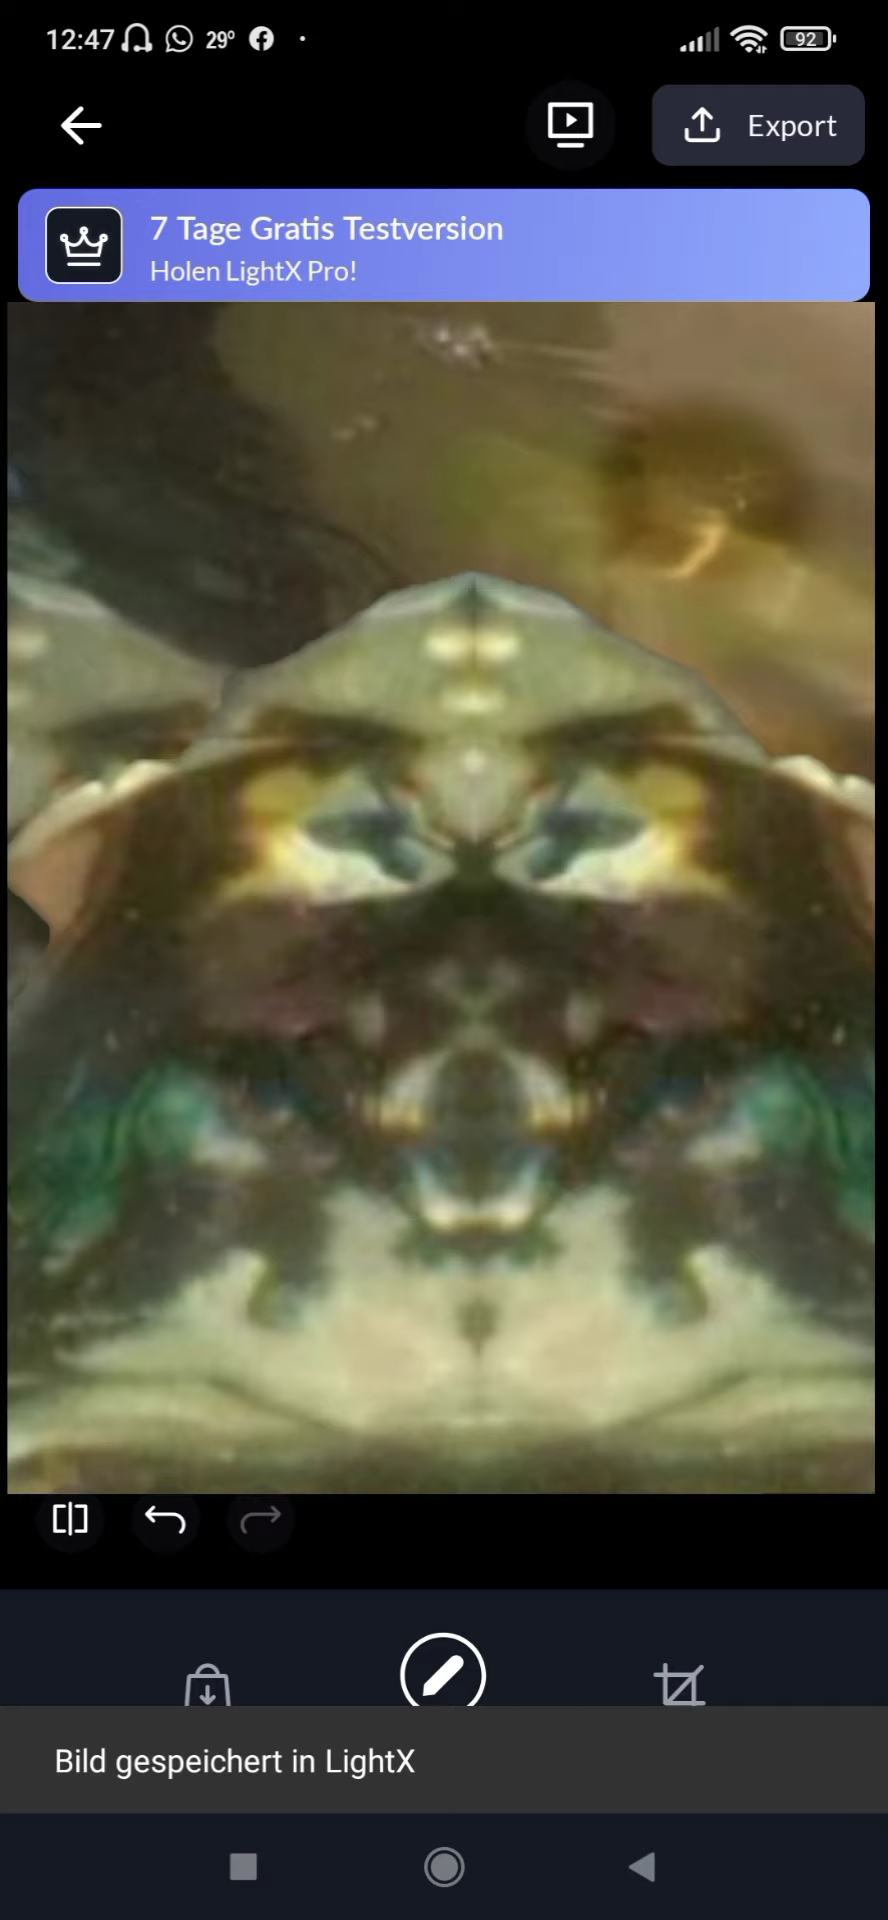 12:47 29° 92
Export
7 Tage Gratis Testversion
Holen LightX Pro!
Bild gespeichert in LightX